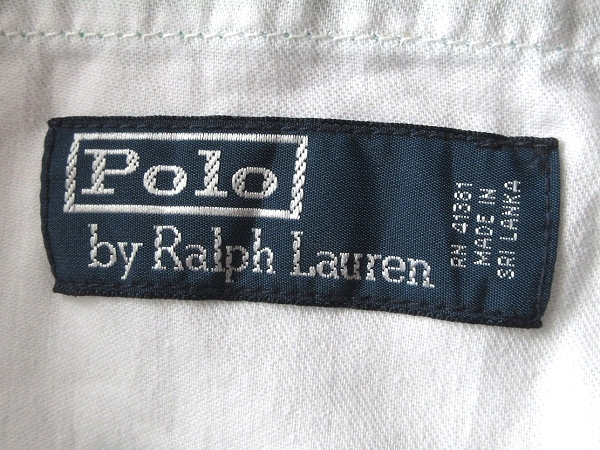 Polo
by Ralph Lauren
RN 41381
MADE IN
SRI LANKA